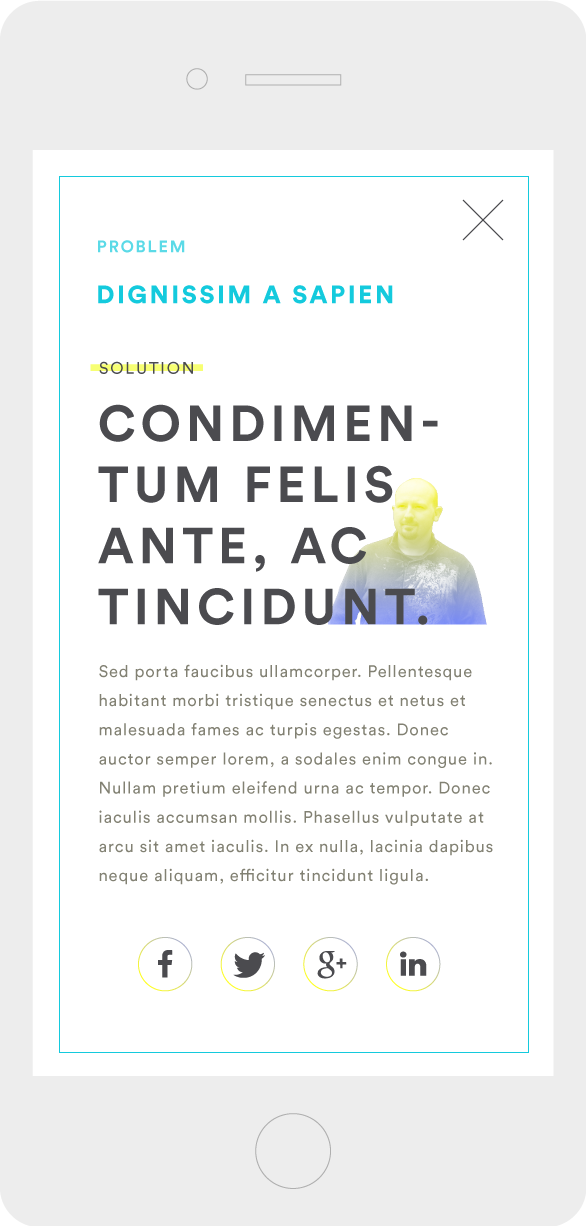 PROBLEM
DIGNISSIM A SAPIEN
SOLUTION
CONDIMEN-
TUM FELIS
ANTE, AC
TINCIDUNT.
Sed porta faucibus ullamcorper. Pellentesque
habitant morbi tristique senectus et netus et
malesuada fames ac turpis egestas. Donec
auctor semper lorem, a sodales enim congue in.
Nullam pretium eleifend urna ac tempor. Donec
iaculis accumsan mollis. Phasellus vulputate at
arcu sit amet iaculis. In ex nulla, lacinia dapibus
neque aliquam, efficitur tincidunt ligula.
f g+ in